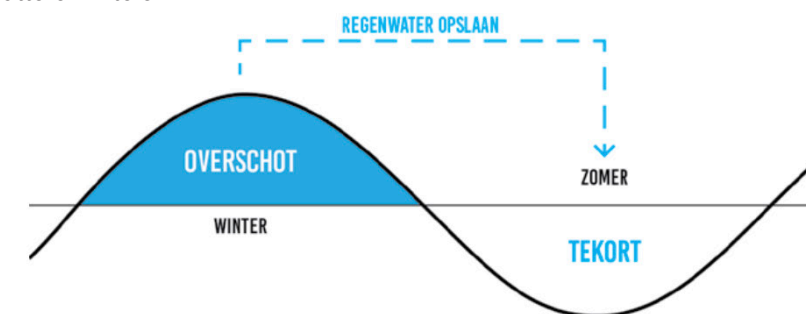 REGENWATER OPSLAAN
OVERSCHOT
ZOMER
WINTER
TEKORT